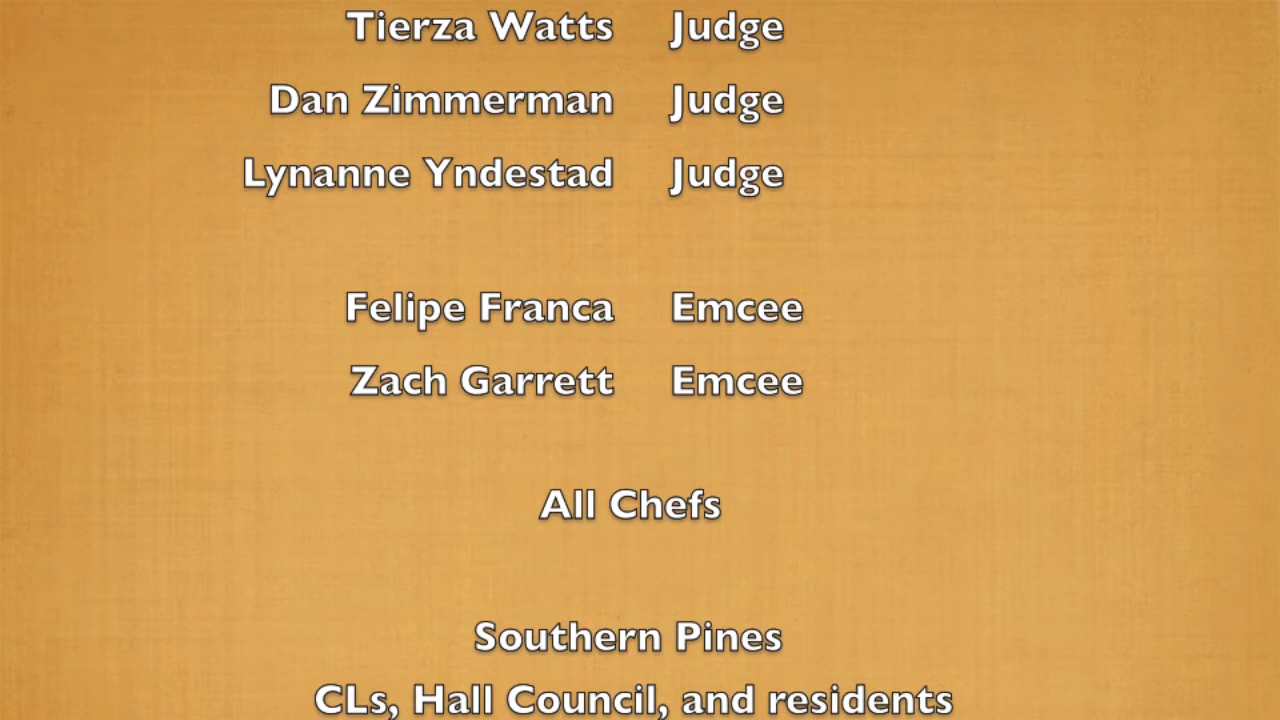 Tierza Watts Judge
Dan Zimmerman Judge
Lynanne Yndestad Judge
Felipe Franca Emcee
Zach Garrett Emcee
All Chefs
Southern Pines
CLs, Hall Council, and residents